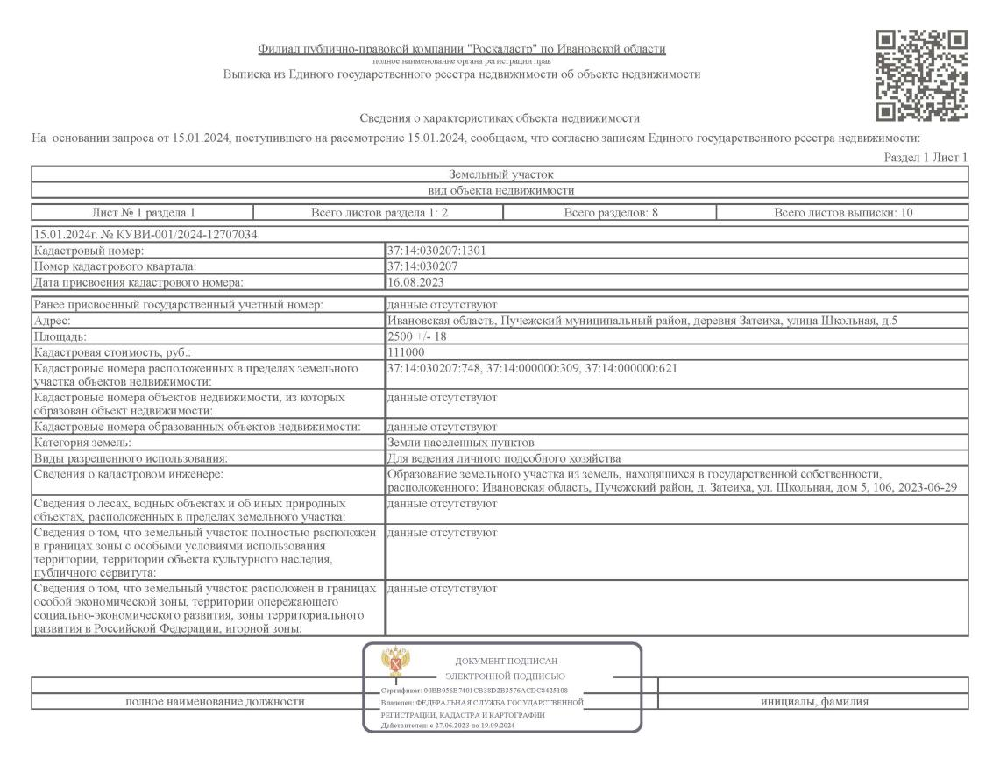 Филиал публично-правовой компании "Роскадастр" по Ивановской области
полное наименование органа регистрации прав
Выписка из Единого государственного реестра недвижимости об объекте недвижимости
Сведения о характеристиках объекта недвижимости
На основании запроса от 15.01.2024, поступившего на рассмотрение 15.01.2024, сообщаем, что согласно записям Единого государственного реестра недвижимости:
Раздел 1 Лист 1
Земельный участок
вид объекта недвижимости
Лист № 1 раздела 1 Всего листов раздела 1: 2 Всего разделов: 8 Всего листов выписки: 10
15.01.2024г. № КУВИ-001/2024-12707034
Кадастровый номер: 37:14:030207:1301
Номер кадастрового квартала: 37:14:030207
Дата присвоения кадастрового номера: 16.08.2023
Ранее присвоенный государственный учетный номер: данные отсутствуют
Адрес: Ивановская область, Пучежский муниципальный район, деревня Затеиха, улица Школьная, д.5
Площадь: 2500 +/- 18
Кадастровая стоимость, руб.: 111000
Кадастровые номера расположенных в пределах земельного 37:14:030207:748, 37:14:000000:309, 37:14:000000:621
участка объектов недвижимости:
Кадастровые номера объектов недвижимости, из которых данные отсутствуют
образован объект недвижимости:
Кадастровые номера образованных объектов недвижимости: данные отсутствуют
Категория земель: Земли населенных пунктов
Виды разрешенного использования: Для ведения личного подсобного хозяйства
Сведения о кадастровом инженере: Образование земельного участка из земель, находящихся в государственной собственности,
расположенного: Ивановская область, Пучежский район, д. Затеиха, ул. Школьная, дом 5, 106, 2023-06-29
Сведения о лесах, водных объектах и об иных природных данные отсутствуют
объектах, расположенных в пределах земельного участка:
Сведения о том, что земельный участок полностью расположен данные отсутствуют
в границах зоны с особыми условиями использования
территории, территории объекта культурного наследия,
публичного сервитута:
Сведения о том, что земельный участок расположен в границах данные отсутствуют
особой экономической зоны, территории опережающего
социально-экономического развития, зоны территориального
развития в Российской Федерации, игорной зоны:
ДОКУМЕНТ ПОДПИСАН
ЭЛЕКТРОННОЙ ПОДПИСЬЮ
Сертификат: 00BB056B7401CB38D2B3576ACDC8425108
Владелец: ФЕДЕРАЛЬНАЯ СЛУЖБА ГОСУДАРСТВЕННОЙ
РЕГИСТРАЦИИ, КАДАСТРА И КАРТОГРАФИИ
Действителен: с 27.06.2023 по 19.09.2024
полное наименование должности инициалы, фамилия